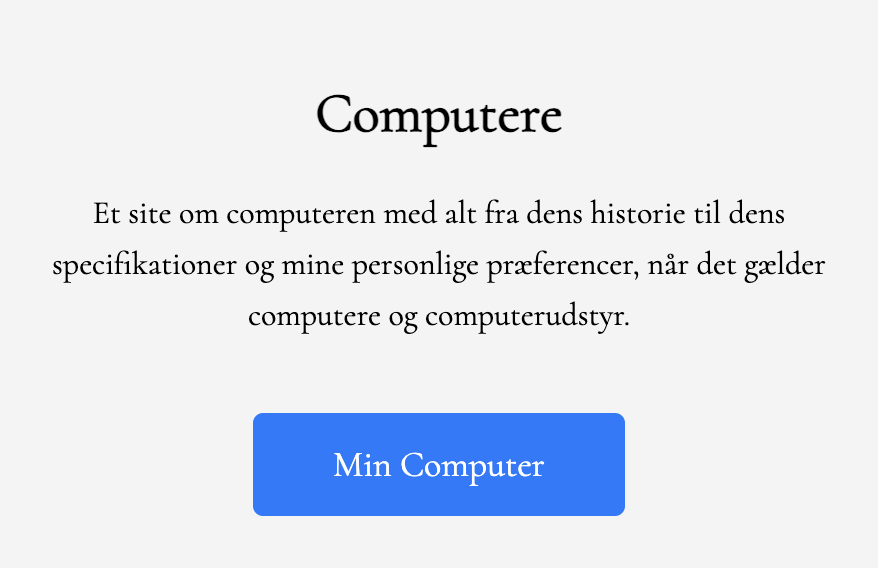 Computere
Et site om computeren med alt fra dens historie til dens
specifikationer og mine personlige præferencer, når det gælder
computere og computerudstyr.
Min Computer